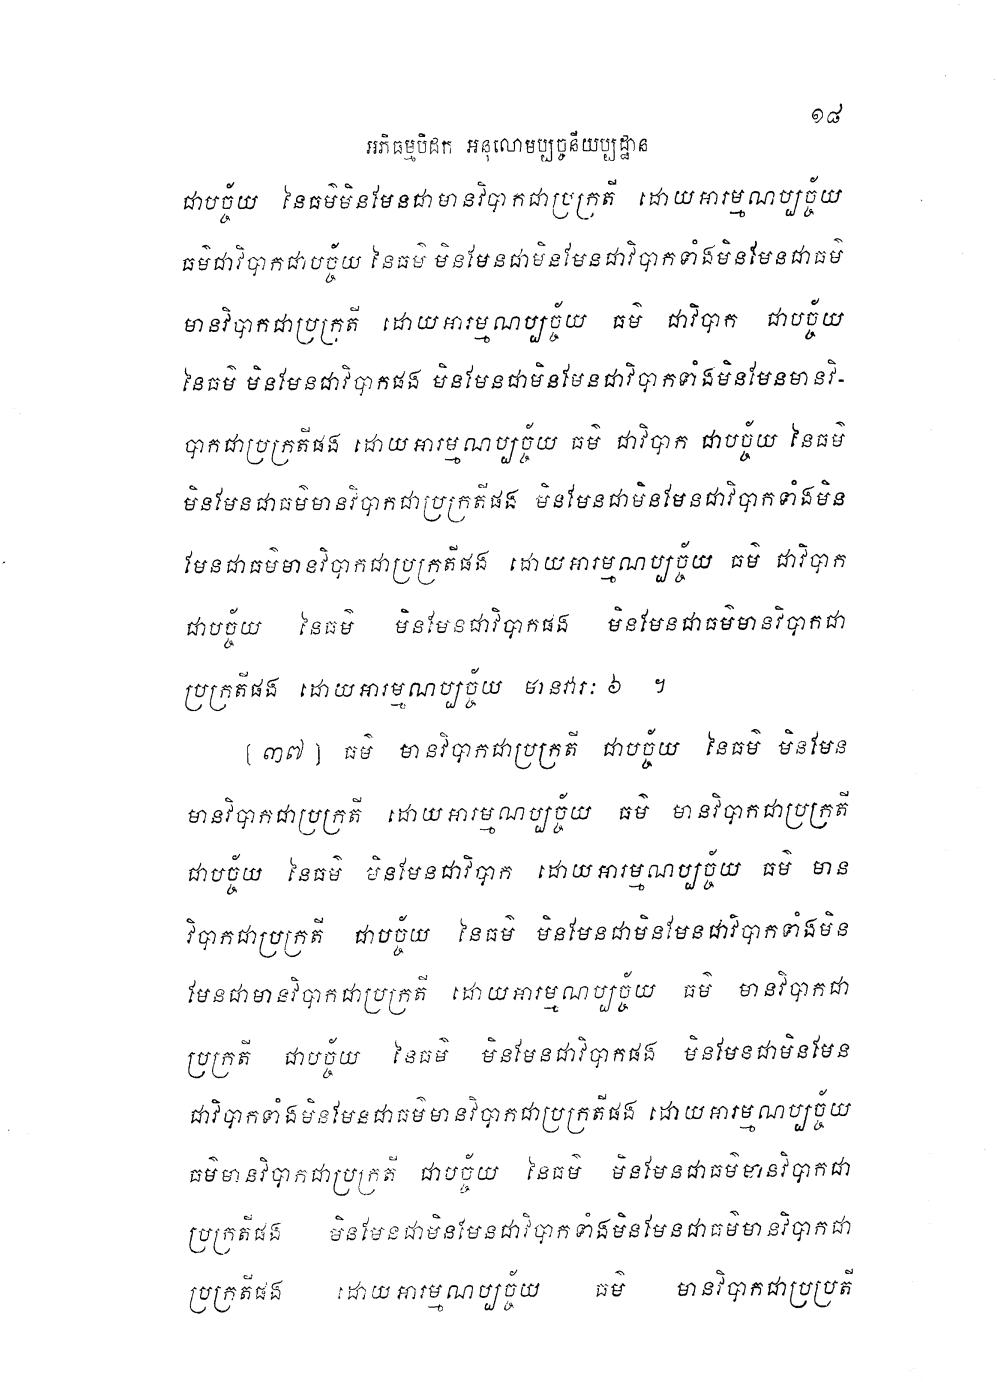 ១៨
អភិធម្មបិដក អនុលោមប្បច្ចនីយប្បដ្ឋាន
ជាបច្ច័យ នៃធម៌មិនមែនជាមានវិបាកជាប្រក្រតី ដោយអារម្មណប្បច្ច័យ
ធម៌ជាវិបាកជាបច្ច័យ នៃធម៌ មិនមែនជាមិនមែនជាវិបាកទាំងមិនមែនជាធម៌
មានវិបាកជាប្រក្រតី ដោយអារម្មណប្បច្ច័យ ធម៌ ជាវិបាក ជាបច្ច័យ
នៃធម៌ មិនមែនជាវិបាកផង មិនមែនជាមិនមែនជាវិបាកទាំងមិនមែនមានវិ-
បាកជាប្រក្រតីផង ដោយអារម្មណប្បច្ច័យ ធម៌ ជាវិបាក ជាបច្ច័យ នៃធម៌
មិនមែនជាធម៌មានវិបាកជាប្រក្រតីផង មិនមែនជាមិនមែនជាវិបាកទាំងមិន
មែនជាធម៌មានវិបាកជាប្រក្រតីផង ដោយអារម្មណប្បច្ច័យ ធម៌ ជាវិបាក
ជាបច្ច័យ នៃធម៌ មិនមែនជាវិបាកផង មិនមែនជាធម៌មានវិបាកជា
ប្រក្រតីផង ដោយអារម្មណប្បច្ច័យ មានវារៈ ៦ ។
[ ៣៧ ] ធម៌ មានវិបាកជាប្រក្រតី ជាបច្ច័យ នៃធម៌ មិនមែន
មានវិបាកជាប្រក្រតី ដោយអារម្មណប្បច្ច័យ ធម៌ មានវិបាកជាប្រក្រតី
ជាបច្ច័យ នៃធម៌ មិនមែនជាវិបាក ដោយអារម្មណប្បច្ច័យ ធម៌ មាន
វិបាកជាប្រក្រតី ជាបច្ច័យ នៃធម៌ មិនមែនជាមិនមែនជាវិបាកទាំងមិន
មែនជាមានវិបាកជាប្រក្រតី ដោយអារម្មណប្បច្ច័យ ធម៌ មានវិបាកជា
ប្រក្រតី ជាបច្ច័យ នៃធម៌ មិនមែនជាវិបាកផង មិនមែនជាមិនមែន
ជាវិបាកទាំងមិនមែនជាធម៌មានវិបាកជាប្រក្រតីផង ដោយអារម្មណប្បច្ច័យ
ធម៌មានវិបាកជាប្រក្រតី ជាបច្ច័យ នៃធម៌ មិនមែនជាធម៌មានវិបាកជា
ប្រក្រតីផង មិនមែនជាមិនមែនជាវិបាកទាំងមិនមែនជាធម៌មានវិបាកជា
ប្រក្រតីផង ដោយអារម្មណប្បច្ច័យ ធម៌ មានវិបាកជាប្រប្រតី